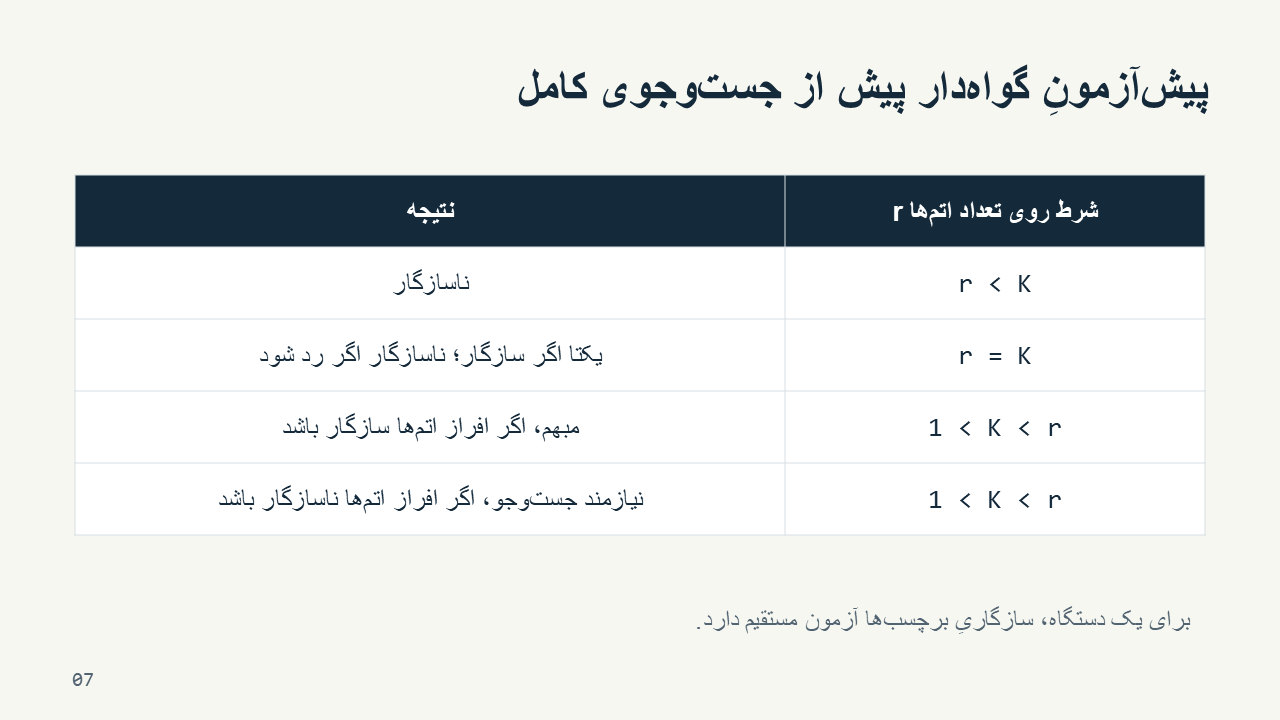 پیش‌آزمونِ گواه‌دار پیش از جست‌وجوی کامل
شرط روی تعداد اتم‌ها r
نتیجه
r < K
ناسازگار
r = K
یکتا اگر سازگار؛ ناسازگار اگر رد شود
1 < K < r
مبهم، اگر افراز اتم‌ها سازگار باشد
1 < K < r
نیازمند جست‌وجو، اگر افراز اتم‌ها ناسازگار باشد
برای یک دستگاه، سازگاریِ برچسب‌ها آزمون مستقیم دارد.
07